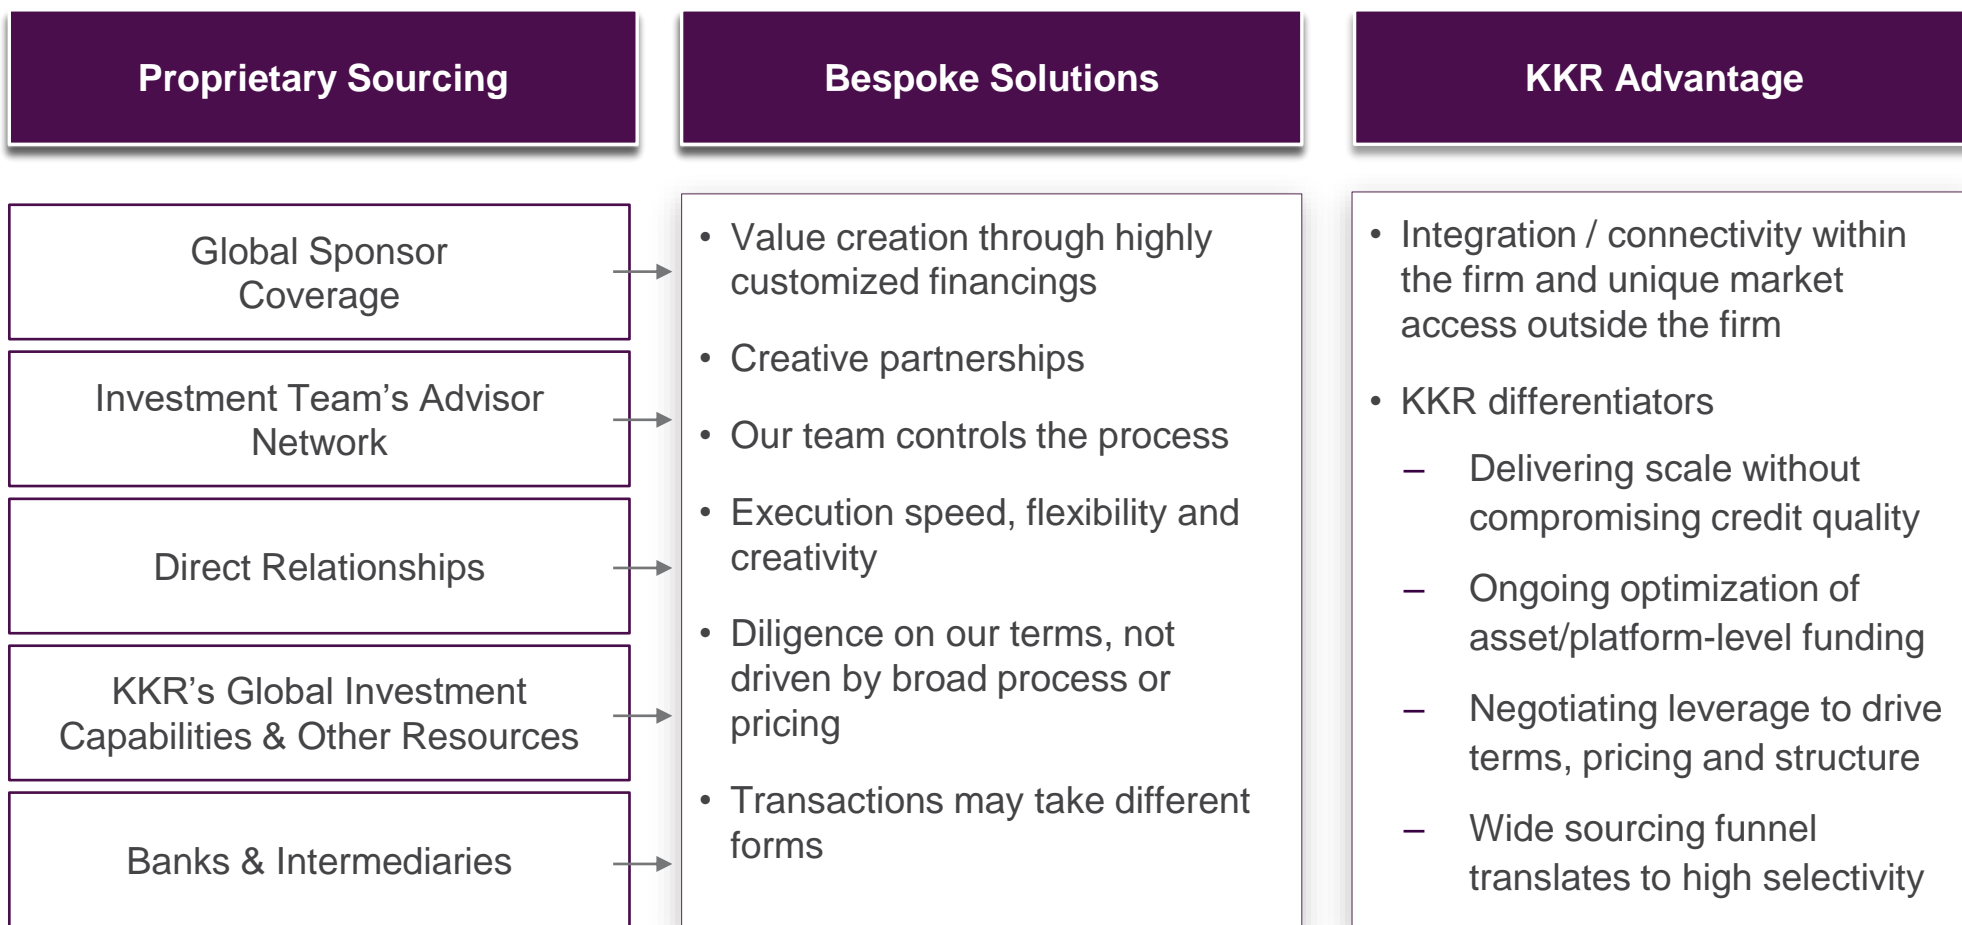 Proprietary Sourcing
Global Sponsor
Coverage
Investment Team’s Advisor
Network
Direct Relationships
KKR’s Global Investment
Capabilities & Other Resources
Banks & Intermediaries
Bespoke Solutions
• Value creation through highly
customized financings
• Creative partnerships
• Our team controls the process
• Execution speed, flexibility and
creativity
• Diligence on our terms, not
driven by broad process or
pricing
• Transactions may take different
forms
KKR Advantage
• Integration / connectivity within
the firm and unique market
access outside the firm
• KKR differentiators
– Delivering scale without
compromising credit quality
– Ongoing optimization of
asset/platform-level funding
– Negotiating leverage to drive
terms, pricing and structure
– Wide sourcing funnel
translates to high selectivity